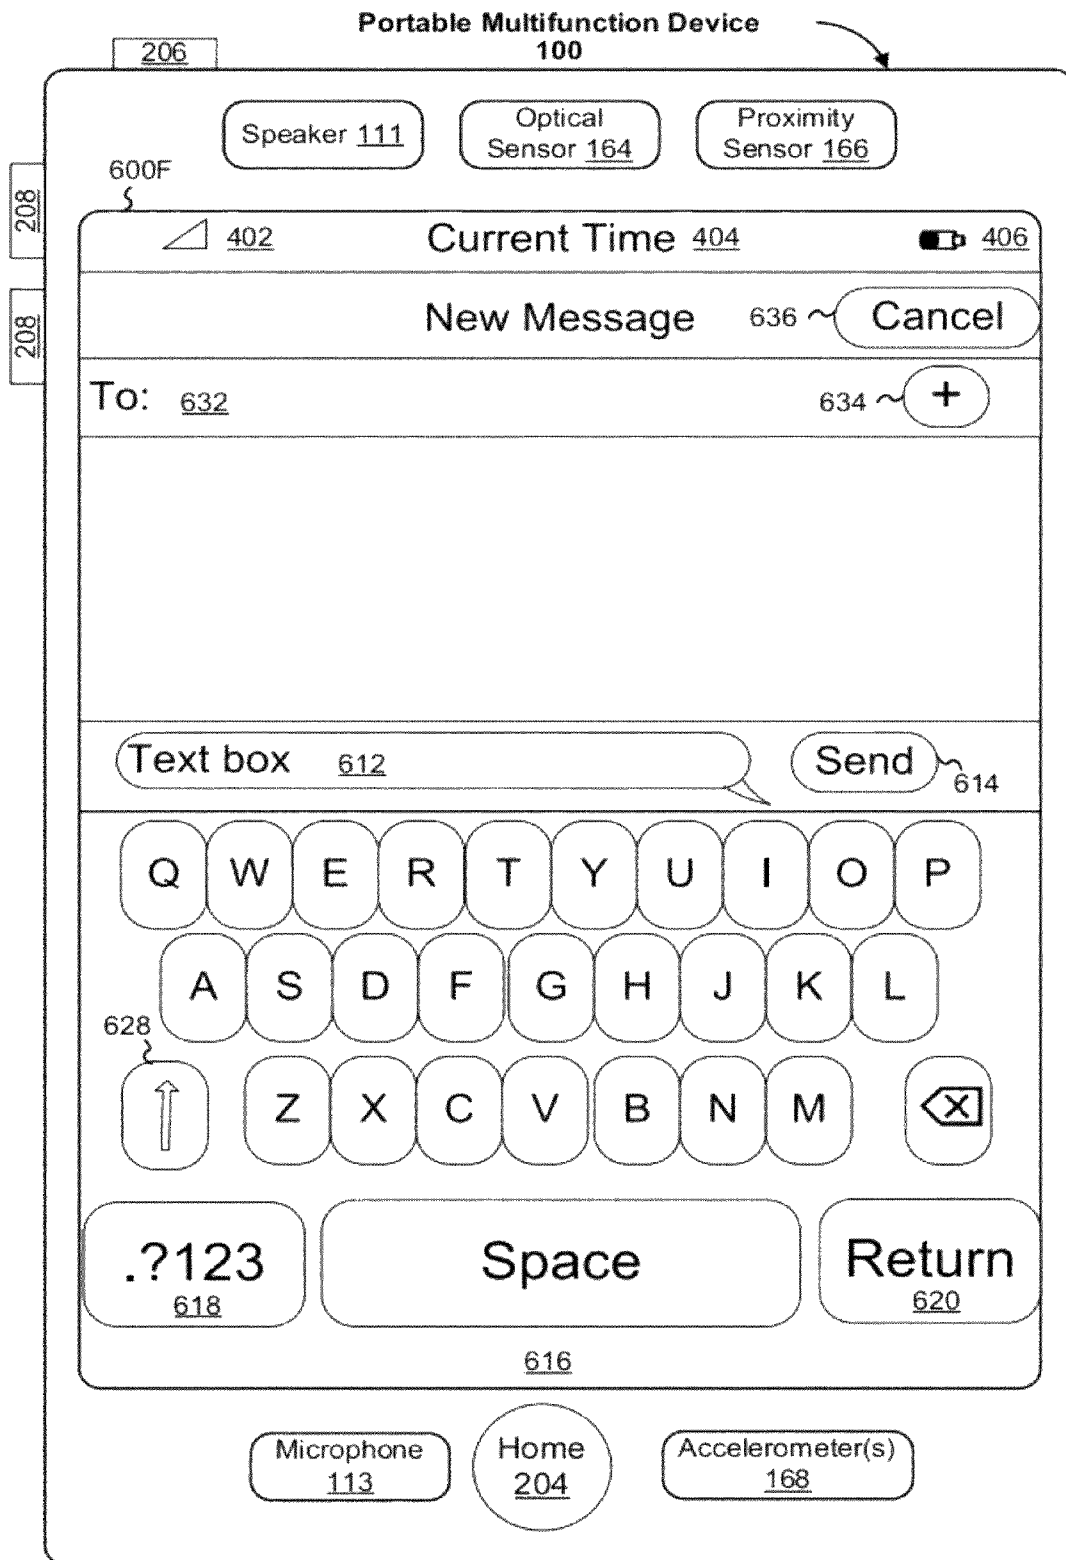 Portable Multifunction Device
100
206
Speaker 111
Optical
Sensor 164
Proximity
Sensor 166
600F
208
208
402
Current Time 404
406
New Message
636
Cancel
To:
632
634
+
Text box
612
Send
614
Q W E R T Y U I O P
A S D F G H J K L
628
Z X C V B N M
.?123
618
Space
Return
620
616
Microphone
113
Home
204
Accelerometer(s)
168